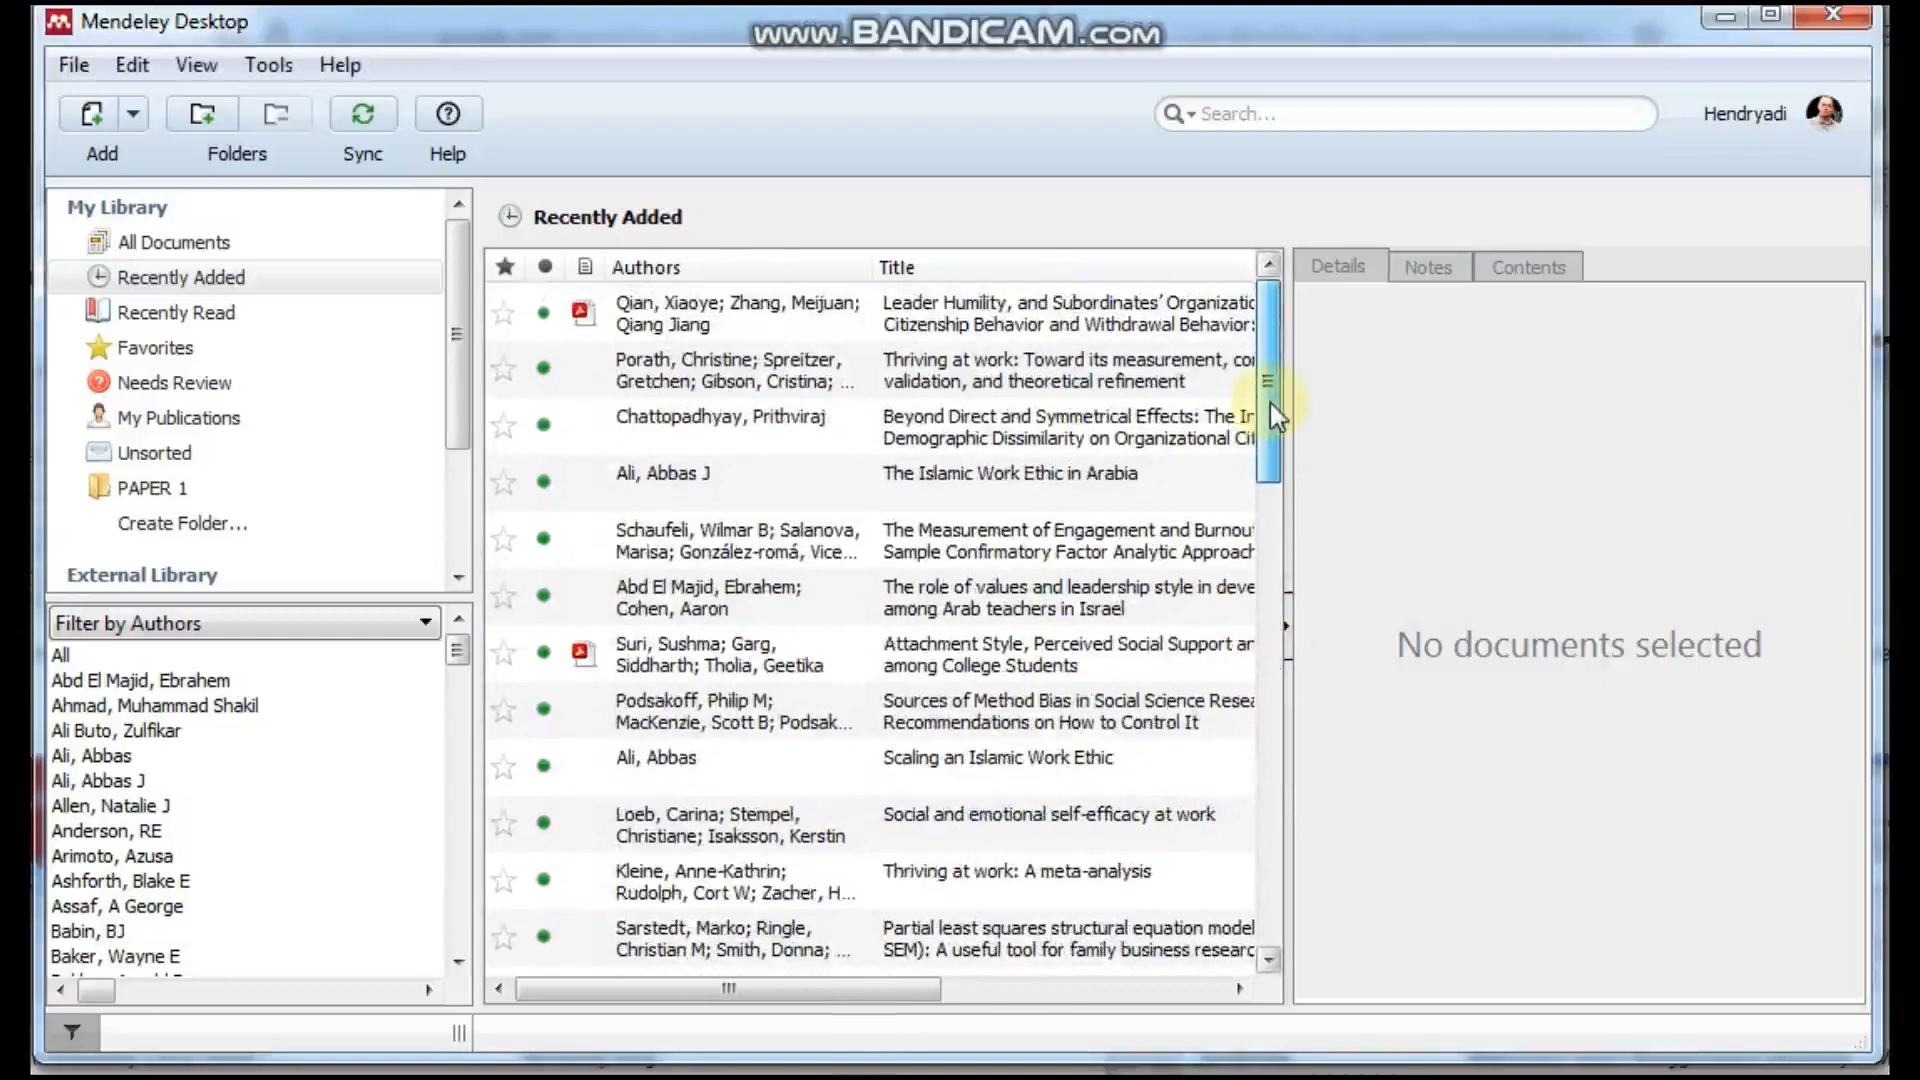 Mendeley Desktop
www.BANDICAM.com
File Edit View Tools Help
Search...
Hendryadi
Add Folders Sync Help
My Library
All Documents
Recently Added
Recently Read
Favorites
Needs Review
My Publications
Unsorted
PAPER 1
Create Folder...
External Library
Filter by Authors
All
Abd El Majid, Ebrahem
Ahmad, Muhammad Shakil
Ali Buto, Zulfikar
Ali, Abbas
Ali, Abbas J
Allen, Natalie J
Anderson, RE
Arimoto, Azusa
Ashforth, Blake E
Assaf, A George
Babin, BJ
Baker, Wayne E
Recently Added
Authors Title
Qian, Xiaoye; Zhang, Meijuan; Leader Humility, and Subordinates' Organizatic
Qiang Jiang Citizenship Behavior and Withdrawal Behavior:
Porath, Christine; Spreitzer, Thriving at work: Toward its measurement, cor
Gretchen; Gibson, Cristina; ... validation, and theoretical refinement
Chattopadhyay, Prithviraj Beyond Direct and Symmetrical Effects: The Ir
Demographic Dissimilarity on Organizational Cit
Ali, Abbas J The Islamic Work Ethic in Arabia
Schaufeli, Wilmar B; Salanova, The Measurement of Engagement and Burnou
Marisa; González-romá, Vice... Sample Confirmatory Factor Analytic Approach
Abd El Majid, Ebrahem; The role of values and leadership style in deve
Cohen, Aaron among Arab teachers in Israel
Suri, Sushma; Garg, Attachment Style, Perceived Social Support ar
Siddharth; Tholia, Geetika among College Students
Podsakoff, Philip M; Sources of Method Bias in Social Science Resea
MacKenzie, Scott B; Podsak... Recommendations on How to Control It
Ali, Abbas Scaling an Islamic Work Ethic
Loeb, Carina; Stempel, Social and emotional self-efficacy at work
Christiane; Isaksson, Kerstin
Kleine, Anne-Kathrin; Thriving at work: A meta-analysis
Rudolph, Cort W; Zacher, H...
Sarstedt, Marko; Ringle, Partial least squares structural equation model
Christian M; Smith, Donna; ... SEM): A useful tool for family business researc
Details Notes Contents
No documents selected